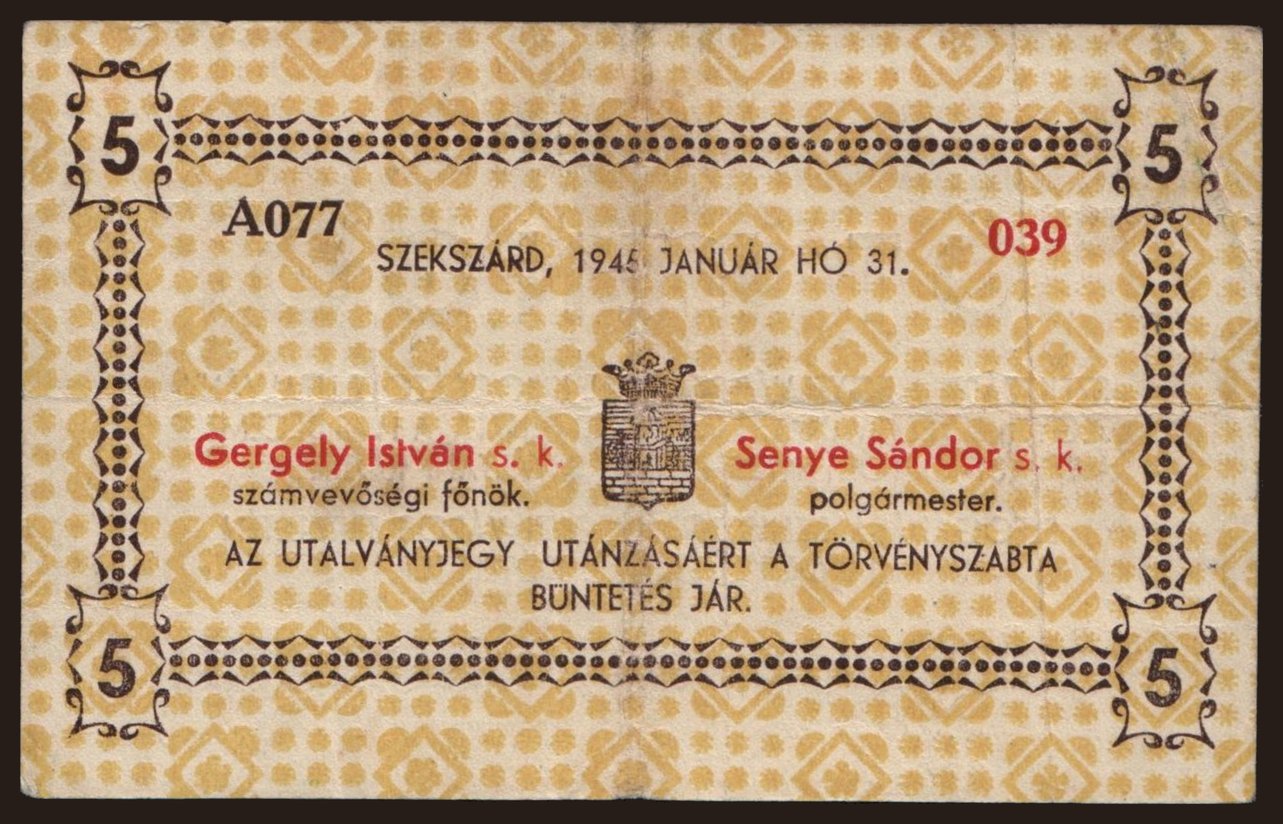 5 5
A077 039
SZEKSZÁRD, 1945 JANUÁR HÓ 31.
Gergely István s. k. Senye Sándor s. k.
számvevőségi főnök. polgármester.
AZ UTALVÁNYJEGY UTÁNZÁSÁÉRT A TÖRVÉNYSZABTA
BÜNTETÉS JÁR.
5 5